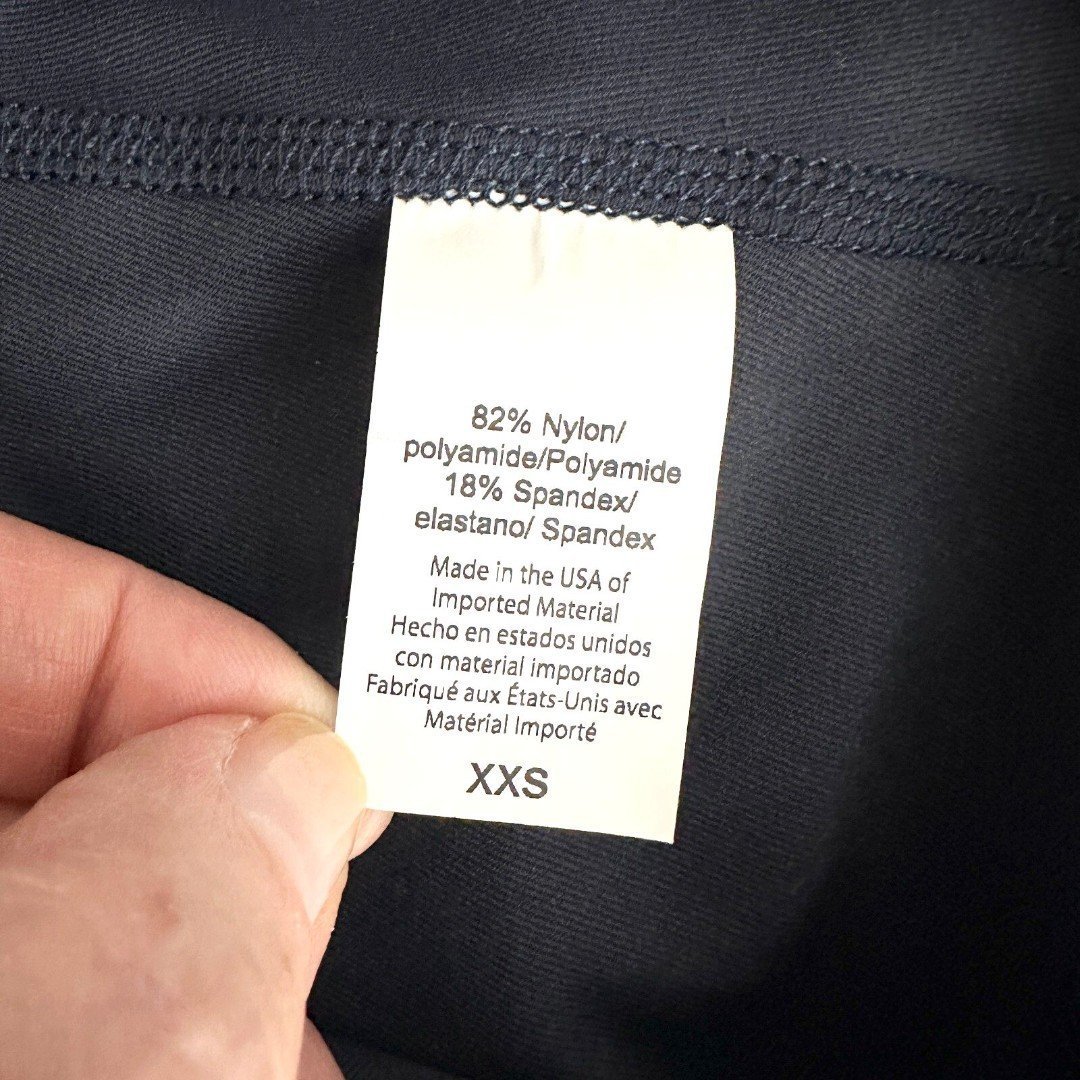 82% Nylon/
polyamide/Polyamide
18% Spandex/
elastano/ Spandex
Made in the USA of
Imported Material
Hecho en estados unidos
con material importado
Fabriqué aux États-Unis avec
Matérial Importé
XXS